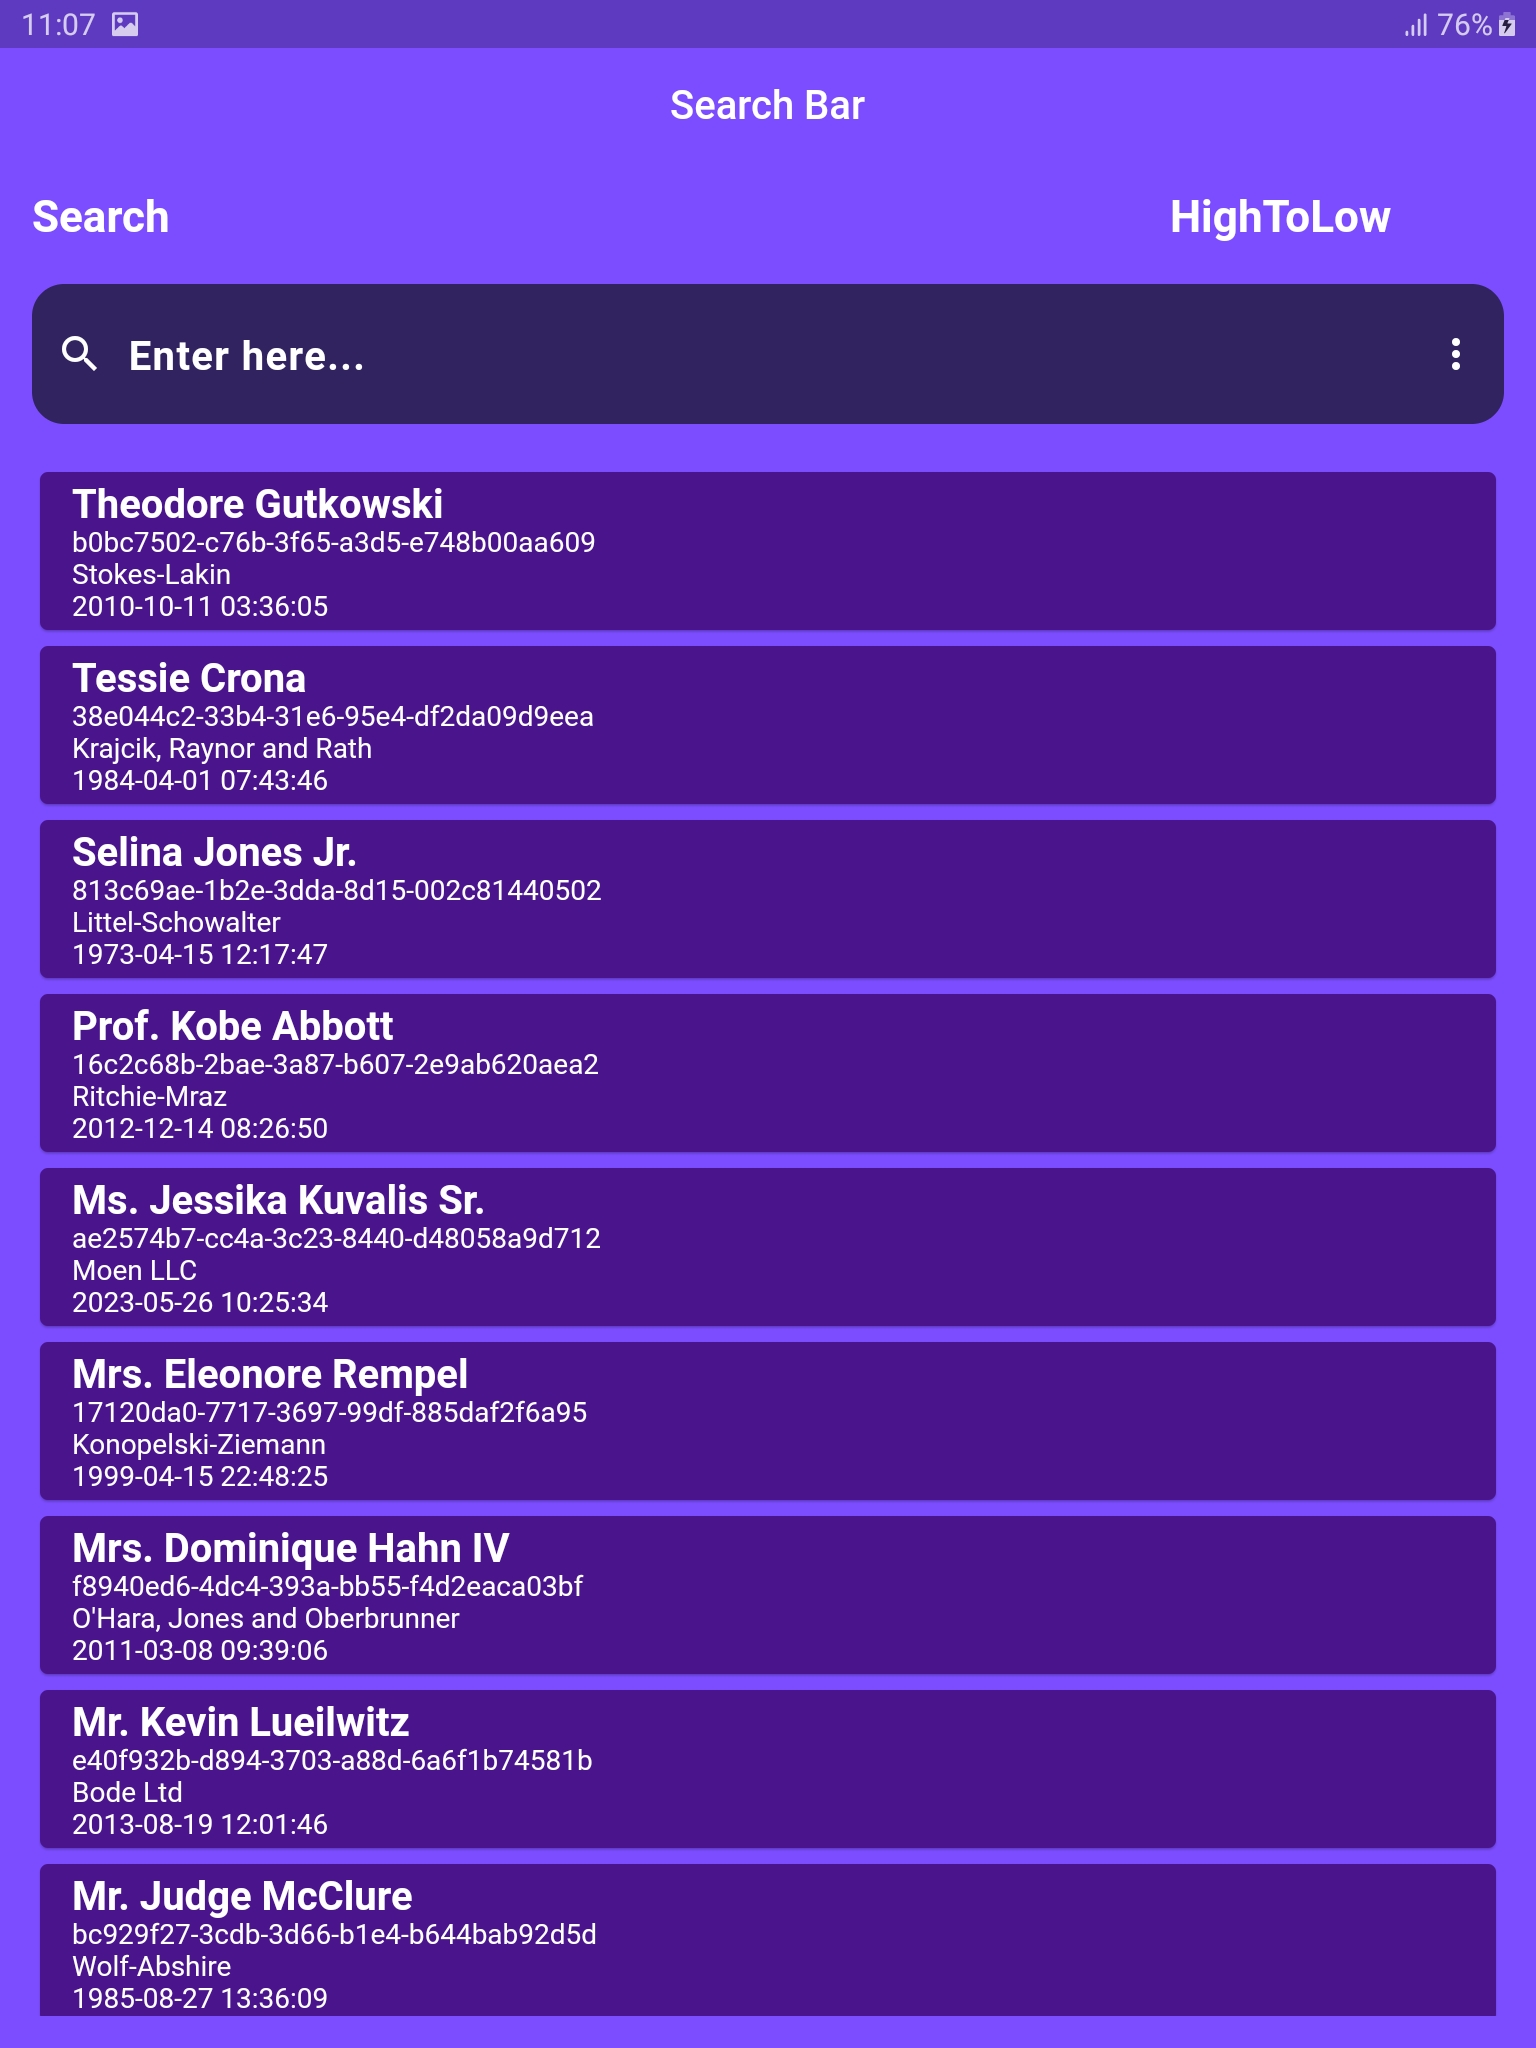 11:07 76%
Search Bar
Search HighToLow
Enter here...
Theodore Gutkowski
b0bc7502-c76b-3f65-a3d5-e748b00aa609
Stokes-Lakin
2010-10-11 03:36:05
Tessie Crona
38e044c2-33b4-31e6-95e4-df2da09d9eea
Krajcik, Raynor and Rath
1984-04-01 07:43:46
Selina Jones Jr.
813c69ae-1b2e-3dda-8d15-002c81440502
Littel-Schowalter
1973-04-15 12:17:47
Prof. Kobe Abbott
16c2c68b-2bae-3a87-b607-2e9ab620aea2
Ritchie-Mraz
2012-12-14 08:26:50
Ms. Jessika Kuvalis Sr.
ae2574b7-cc4a-3c23-8440-d48058a9d712
Moen LLC
2023-05-26 10:25:34
Mrs. Eleonore Rempel
17120da0-7717-3697-99df-885daf2f6a95
Konopelski-Ziemann
1999-04-15 22:48:25
Mrs. Dominique Hahn IV
f8940ed6-4dc4-393a-bb55-f4d2eaca03bf
O'Hara, Jones and Oberbrunner
2011-03-08 09:39:06
Mr. Kevin Lueilwitz
e40f932b-d894-3703-a88d-6a6f1b74581b
Bode Ltd
2013-08-19 12:01:46
Mr. Judge McClure
bc929f27-3cdb-3d66-b1e4-b644bab92d5d
Wolf-Abshire
1985-08-27 13:36:09